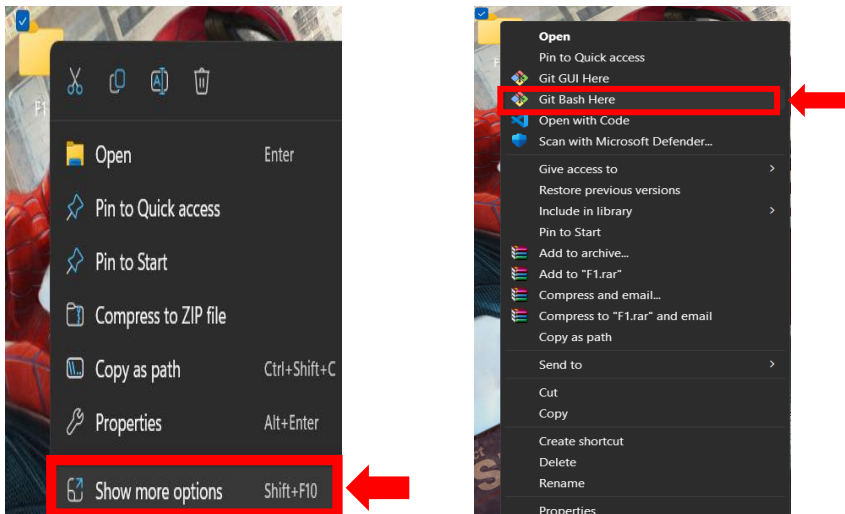 F1
Open Enter
Pin to Quick access
Pin to Start
Compress to ZIP file
Copy as path Ctrl+Shift+C
Properties Alt+Enter
Show more options Shift+F10
Open
Pin to Quick access
Git GUI Here
Git Bash Here
Open with Code
Scan with Microsoft Defender...
Give access to
Restore previous versions
Include in library
Pin to Start
Add to archive...
Add to "F1.rar"
Compress and email...
Compress to "F1.rar" and email
Copy as path
Send to
Cut
Copy
Create shortcut
Delete
Rename
Properties